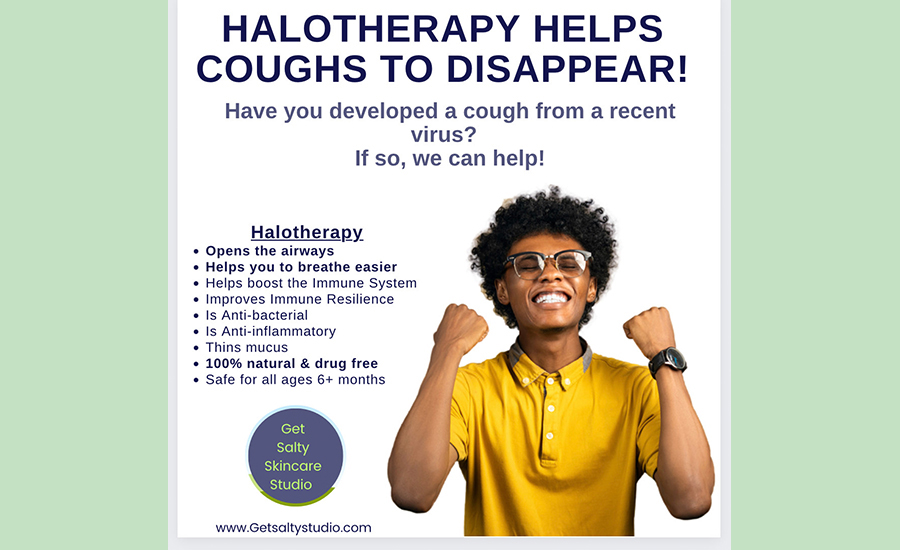 HALOTHERAPY HELPS
COUGHS TO DISAPPEAR!
Have you developed a cough from a recent
virus?
If so, we can help!
Halotherapy
• Opens the airways
• Helps you to breathe easier
• Helps boost the Immune System
• Improves Immune Resilience
• Is Anti-bacterial
• Is Anti-inflammatory
• Thins mucus
• 100% natural & drug free
• Safe for all ages 6+ months
Get
Salty
Skincare
Studio
www.Getsaltystudio.com